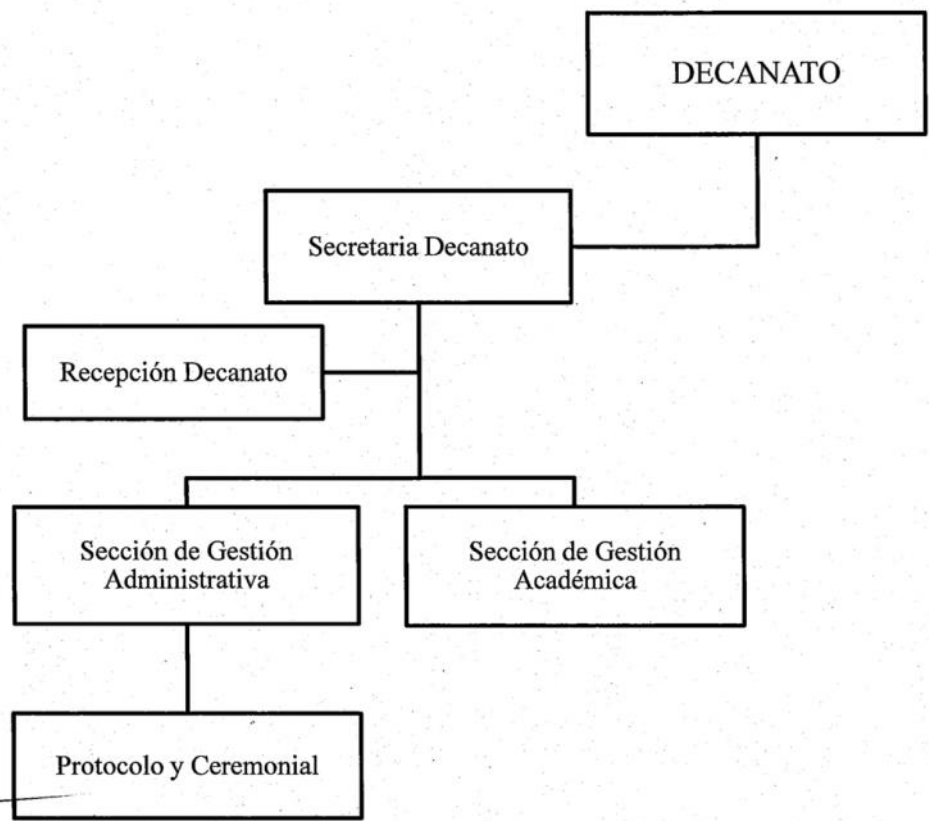 DECANATO
Secretaria Decanato
Recepción Decanato
Sección de Gestión
Administrativa
Sección de Gestión
Académica
Protocolo y Ceremonial